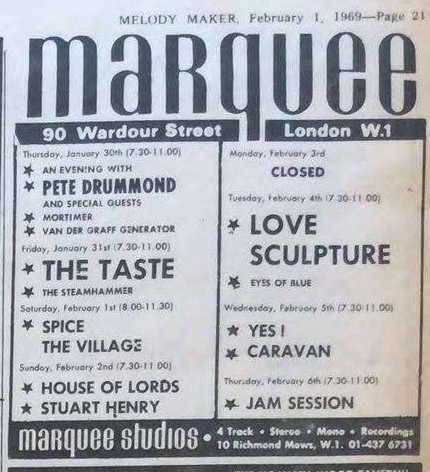 MELODY MAKER, February 1, 1969—Page 21
marquee
90 Wardour Street London W.1
Thursday, January 30th (7.30-11.00)
★ AN EVENING WITH
★ PETE DRUMMOND
AND SPECIAL GUESTS
★ MORTIMER
★ VAN DER GRAFF GENERATOR
Friday, January 31st (7.30-11.00)
★ THE TASTE
★ THE STEAMHAMMER
Saturday, February 1st (8.00-11.30)
★ SPICE
THE VILLAGE
Sunday, February 2nd (7.30-11 00)
★ HOUSE OF LORDS
★ STUART HENRY
Monday, February 3rd
CLOSED
Tuesday, February 4th (7.30-11.00)
★ LOVE
SCULPTURE
★ EYES OF BLUE
Wednesday, February 5th (7.30-11.00)
★ YES!
★ CARAVAN
Thursday, February 6th (7.30-11.00)
★ JAM SESSION
marquee studios • 4 Track • Stereo • Mono • Recordings
10 Richmond Mews, W.1. 01-437 6731